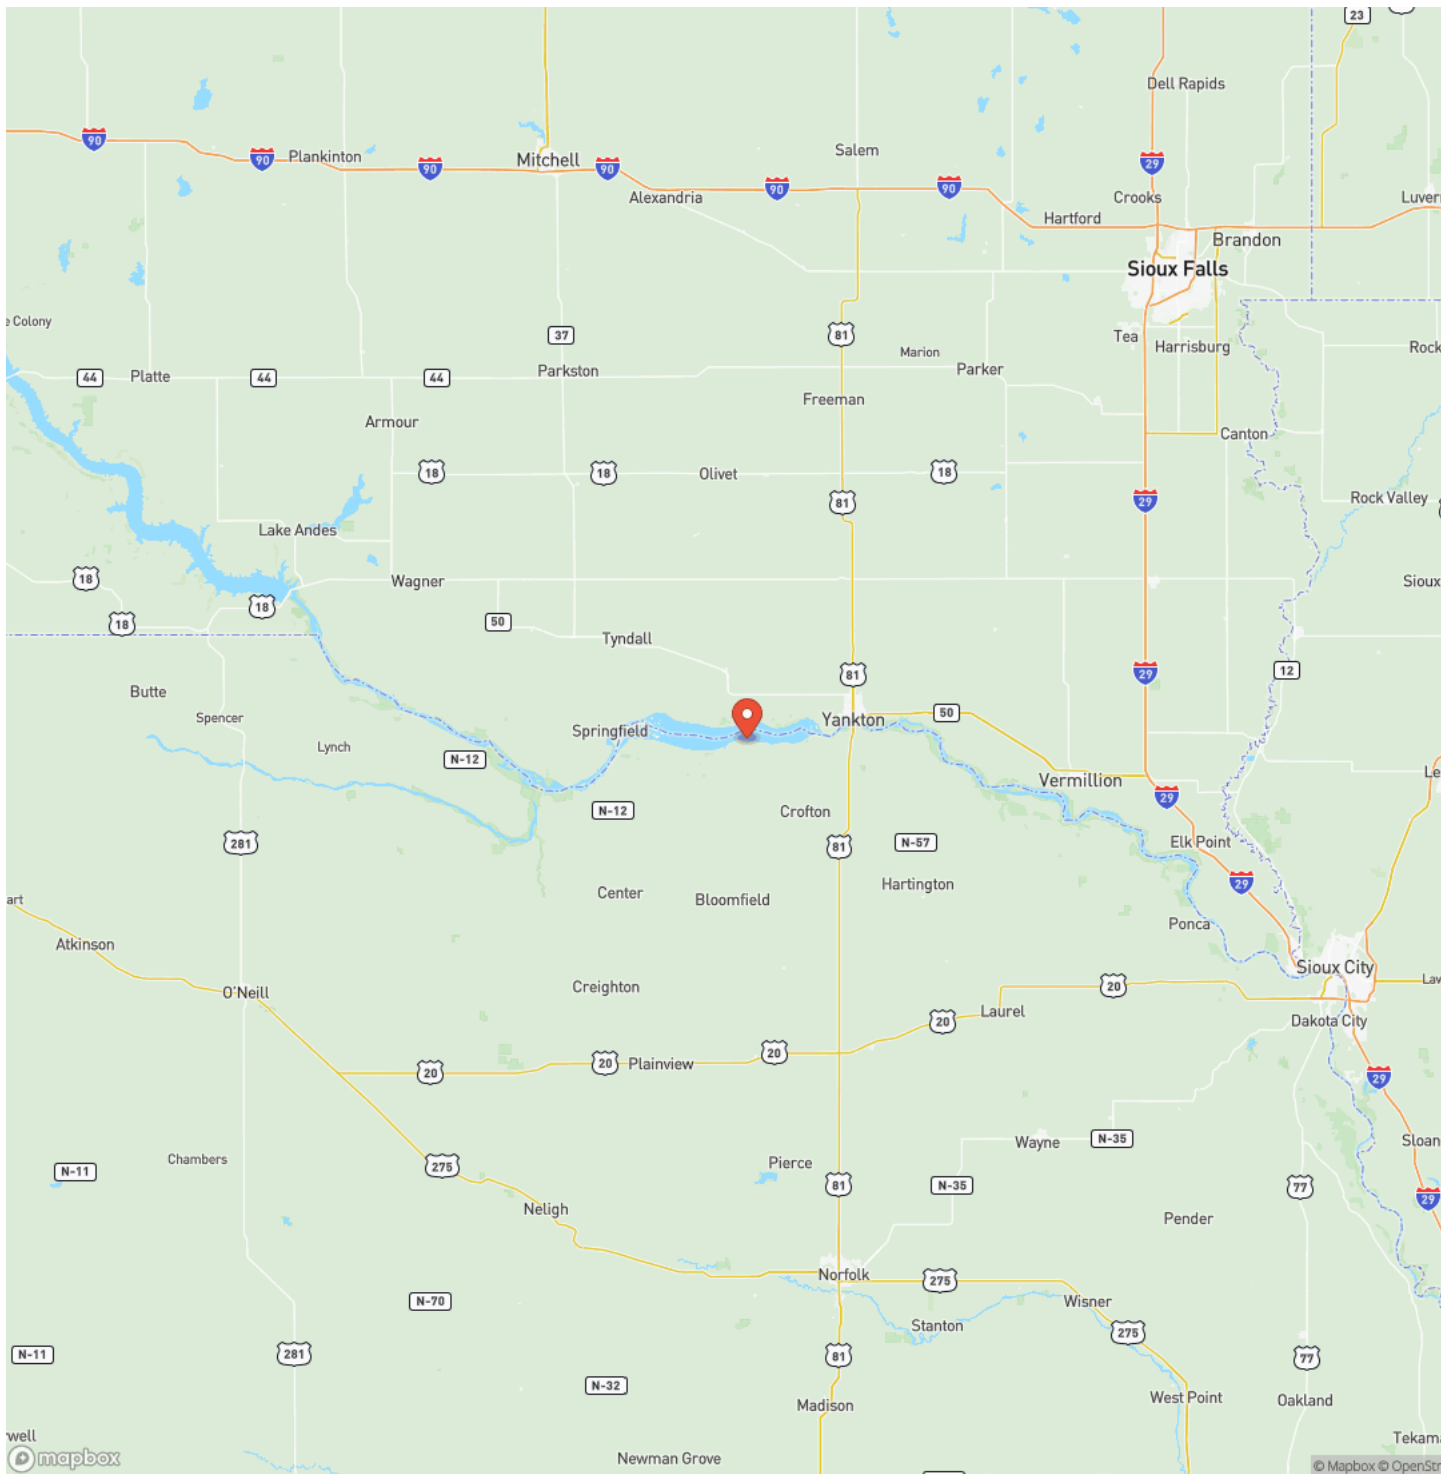 23
Dell Rapids
90
Plankinton
90
90
Mitchell
90
Alexandria
Salem
90
90
29
Crooks
Hartford
Luver
Brandon
Sioux Falls
e Colony
37
81
Tea
Harrisburg
Rock
Marion
44
Platte
44
44
Parkston
Parker
Freeman
Armour
Canton
18
18
Olivet
18
81
29
Rock Valley
Lake Andes
18
Wagner
Sioux
18
18
50
Tyndall
81
29
12
Butte
Spencer
Lynch
Springfield
Yankton
50
N-12
Vermillion
Le
29
N-12
Crofton
281
81
N-57
Elk Point
29
Center
Bloomfield
Hartington
art
Ponca
Atkinson
Sioux City
O'Neill
Creighton
20
Law
Laurel
20
Dakota City
20
20
Plainview
20
29
Chambers
N-11
275
Wayne
N-35
Sloan
Pierce
81
N-35
77
29
Neligh
Pender
Norfolk
275
N-70
Wisner
Stanton
275
N-11
281
81
77
N-32
Madison
West Point
Oakland
rwell
Tekam
mapbox
Newman Grove
© Mapbox © OpenStr